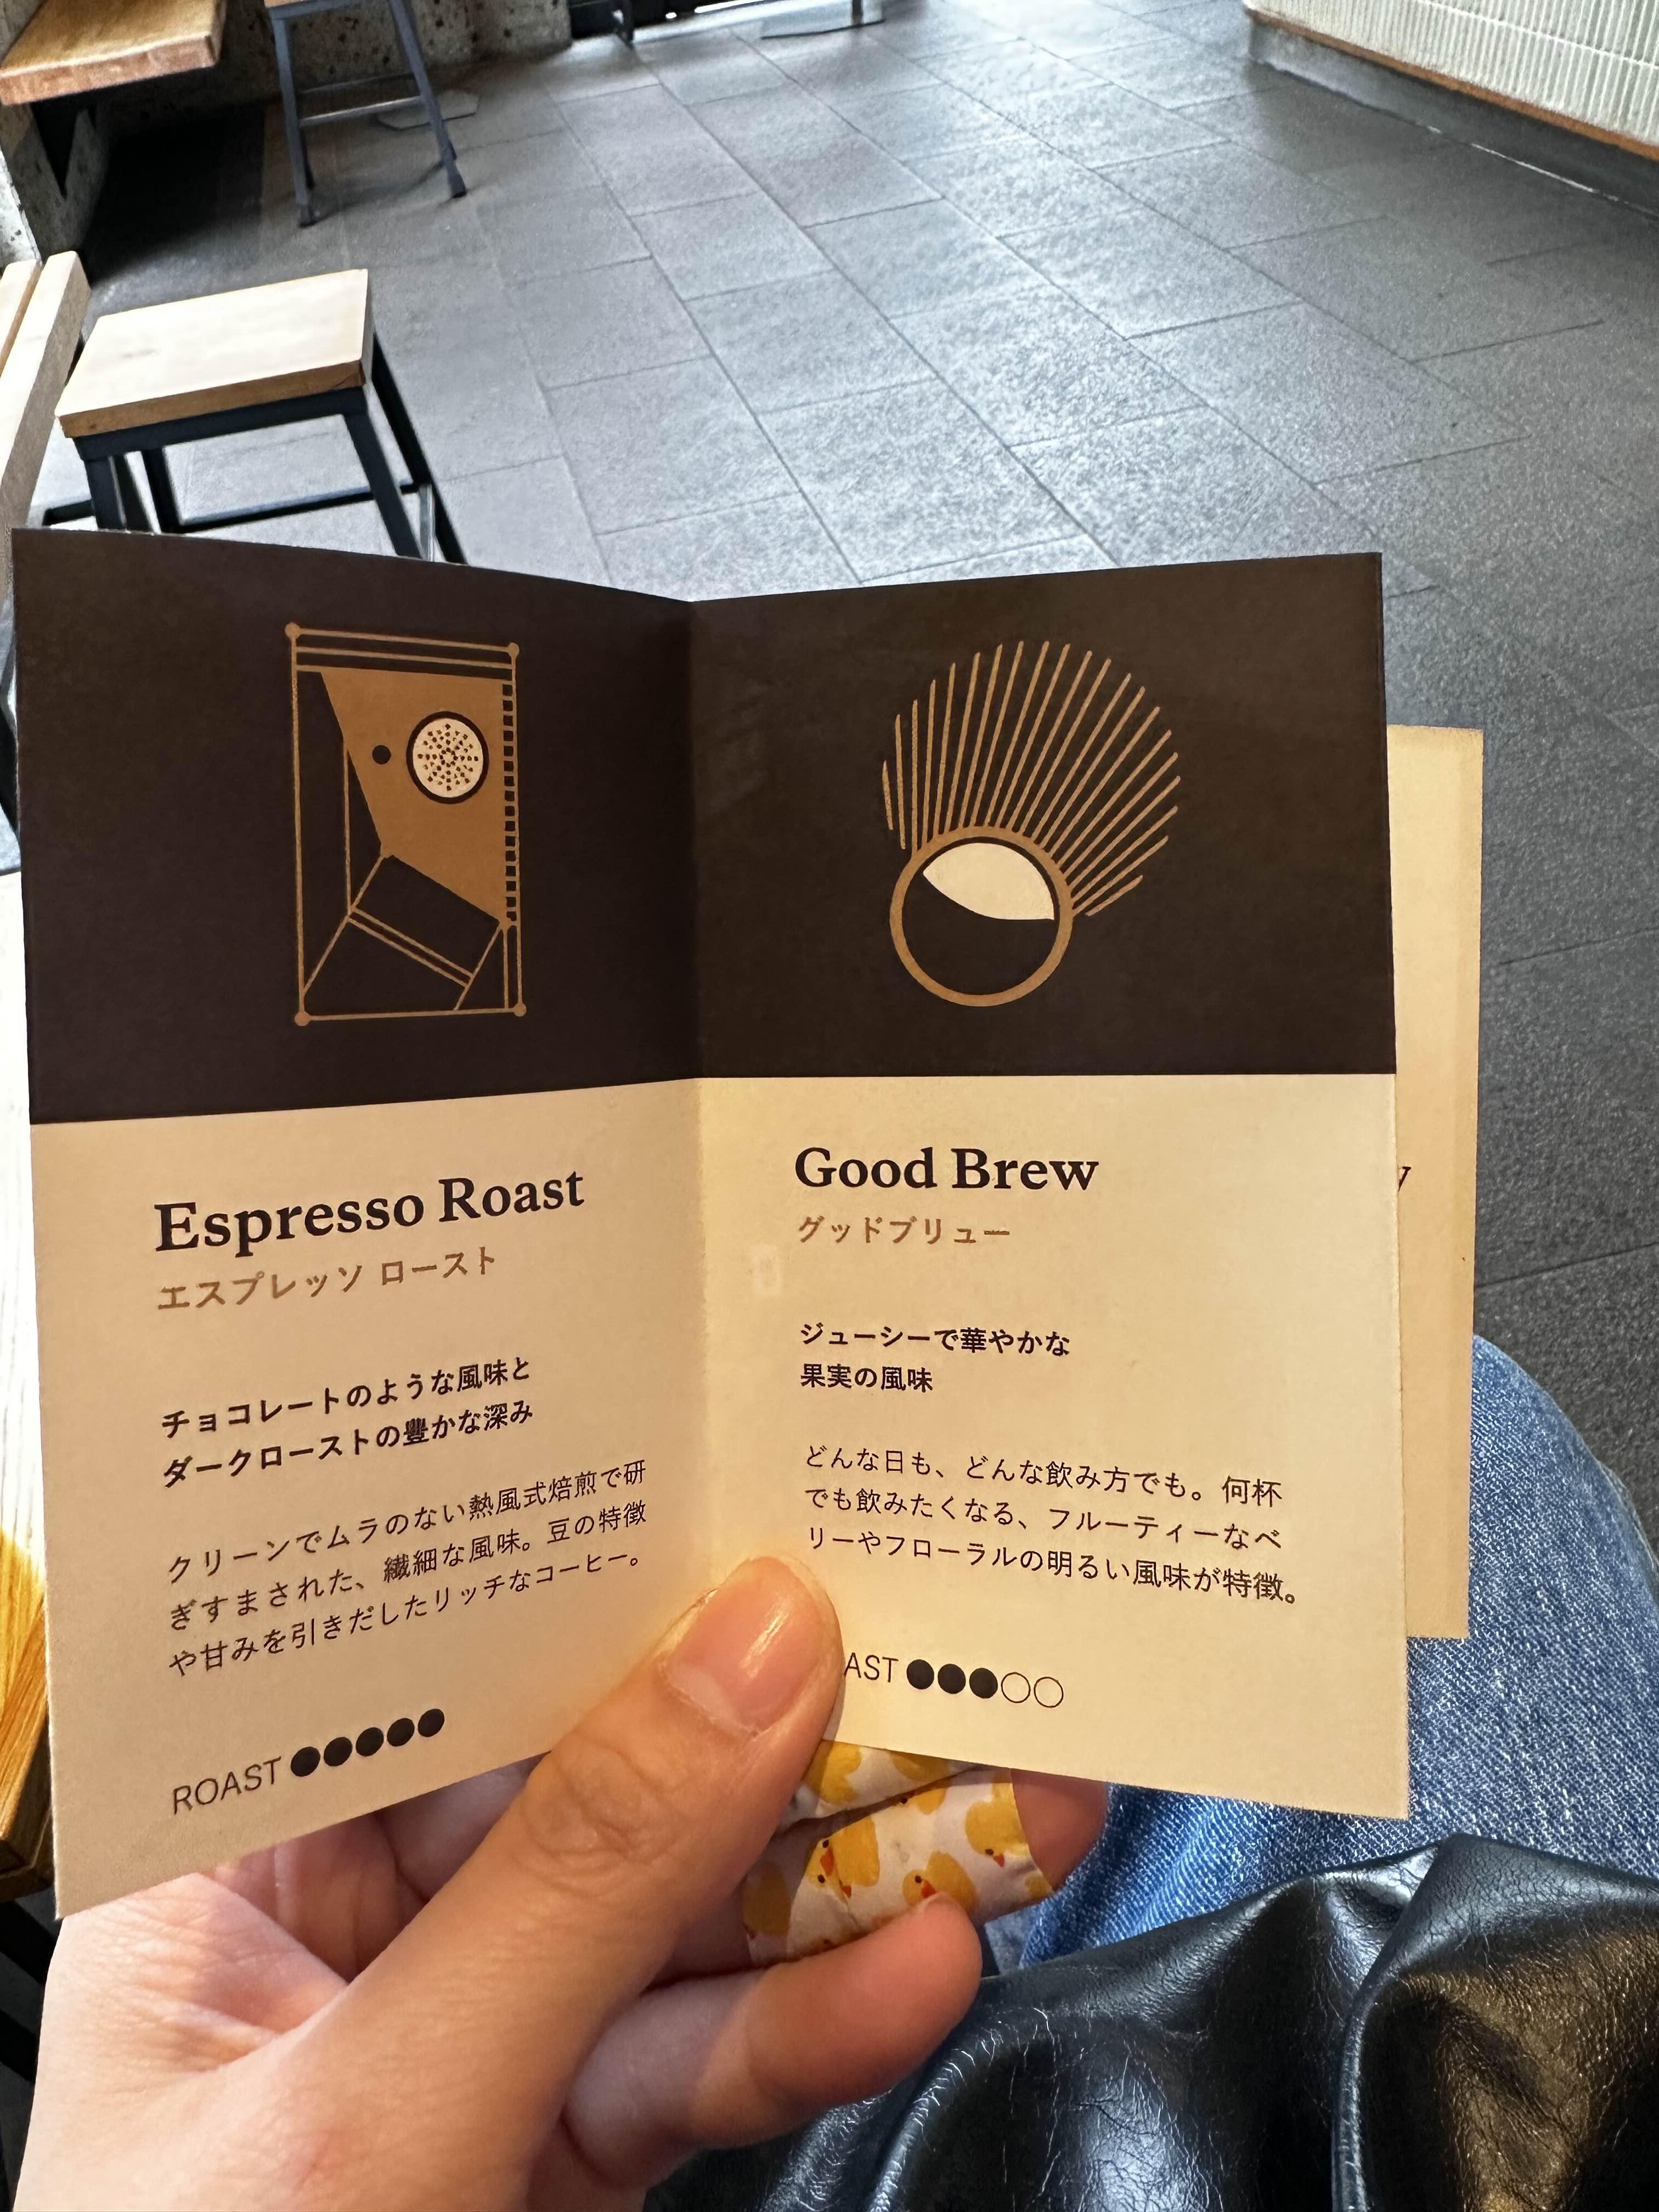 Espresso Roast
エスプレッソ ロースト
チョコレートのような風味と
ダークローストの豊かな深み
クリーンでムラのない熱風式焙煎で研
ぎすまされた、繊細な風味。豆の特徴
や甘みを引きだしたリッチなコーヒー。
ROAST
Good Brew
グッドブリュー
ジューシーで華やかな
果実の風味
どんな日も、どんな飲み方でも。何杯
でも飲みたくなる、フルーティーなベ
リーやフローラルの明るい風味が特徴。
AST